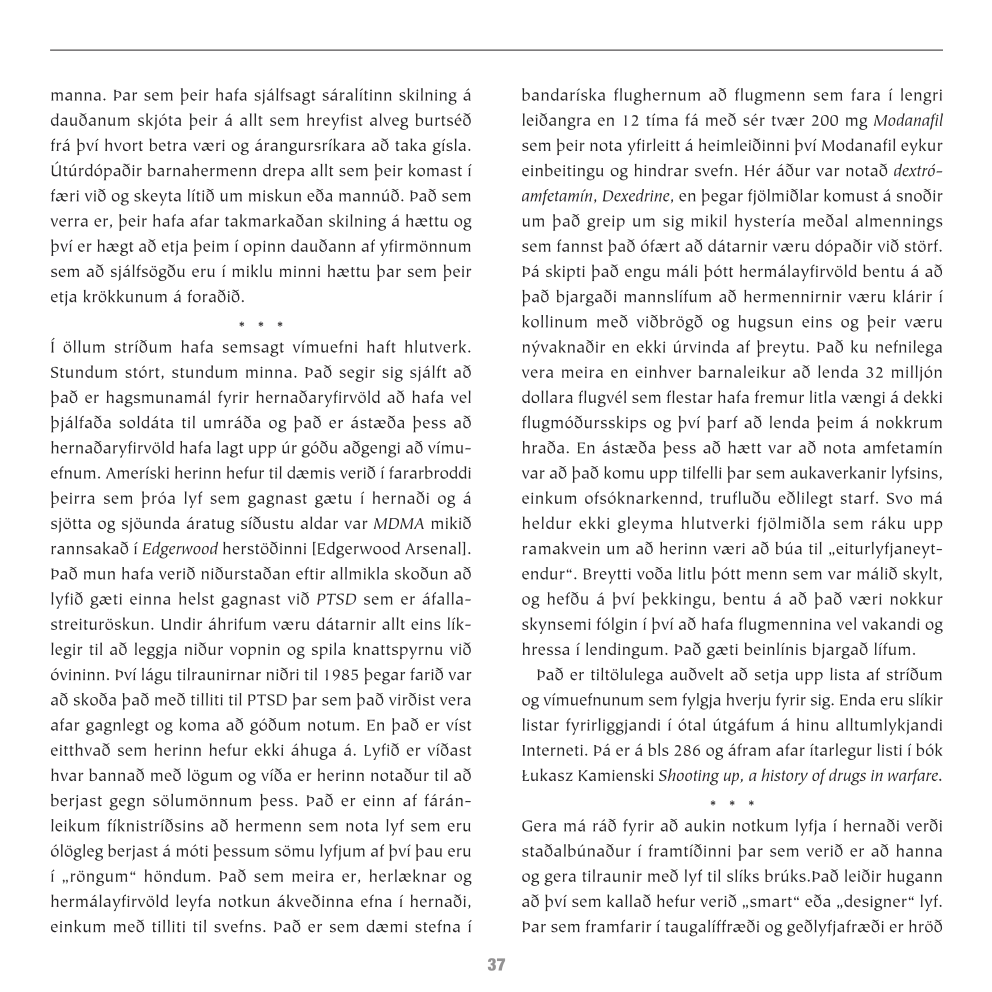 manna. Þar sem þeir hafa sjálfsagt sáralítinn skilning á
dauðanum skjóta þeir á allt sem hreyfist alveg burtséð
frá því hvort betra væri og árangursríkara að taka gísla.
Útúrdópaðir barnahermenn drepa allt sem þeir komast í
færi við og skeyta lítið um miskun eða mannúð. Það sem
verra er, þeir hafa afar takmarkaðan skilning á hættu og
því er hægt að etja þeim í opinn dauðann af yfirmönnum
sem að sjálfsögðu eru í miklu minni hættu þar sem þeir
etja krökkunum á foraðið.
* * *
Í öllum stríðum hafa semsagt vímuefni haft hlutverk.
Stundum stórt, stundum minna. Það segir sig sjálft að
það er hagsmunamál fyrir hernaðaryfirvöld að hafa vel
þjálfaða soldáta til umráða og það er ástæða þess að
hernaðaryfirvöld hafa lagt upp úr góðu aðgengi að vímu-
efnum. Ameríski herinn hefur til dæmis verið í fararbroddi
þeirra sem þróa lyf sem gagnast gætu í hernaði og á
sjötta og sjöunda áratug síðustu aldar var MDMA mikið
rannsakað í Edgerwood herstöðinni [Edgerwood Arsenal].
Það mun hafa verið niðurstaðan eftir allmikla skoðun að
lyfið gæti einna helst gagnast við PTSD sem er áfalla-
streituröskun. Undir áhrifum væru dátarnir allt eins lík-
legir til að leggja niður vopnin og spila knattspyrnu við
óvininn. Því lágu tilraunirnar niðri til 1985 þegar farið var
að skoða það með tilliti til PTSD þar sem það virðist vera
afar gagnlegt og koma að góðum notum. En það er víst
eitthvað sem herinn hefur ekki áhuga á. Lyfið er víðast
hvar bannað með lögum og víða er herinn notaður til að
berjast gegn sölumönnum þess. Það er einn af fárán-
leikum fíknistríðsins að hermenn sem nota lyf sem eru
ólögleg berjast á móti þessum sömu lyfjum af því þau eru
í „röngum“ höndum. Það sem meira er, herlæknar og
hermálayfirvöld leyfa notkun ákveðinna efna í hernaði,
einkum með tilliti til svefns. Það er sem dæmi stefna í
bandaríska flughernum að flugmenn sem fara í lengri
leiðangra en 12 tíma fá með sér tvær 200 mg Modanafil
sem þeir nota yfirleitt á heimleiðinni því Modanafil eykur
einbeitingu og hindrar svefn. Hér áður var notað dextró-
amfetamín, Dexedrine, en þegar fjölmiðlar komust á snoðir
um það greip um sig mikil hystería meðal almennings
sem fannst það ófært að dátarnir væru dópaðir við störf.
Þá skipti það engu máli þótt hermálayfirvöld bentu á að
það bjargaði mannslífum að hermennirnir væru klárir í
kollinum með viðbrögð og hugsun eins og þeir væru
nývaknaðir en ekki úrvinda af þreytu. Það ku nefnilega
vera meira en einhver barnaleikur að lenda 32 milljón
dollara flugvél sem flestar hafa fremur litla vængi á dekki
flugmóðursskips og því þarf að lenda þeim á nokkrum
hraða. En ástæða þess að hætt var að nota amfetamín
var að það komu upp tilfelli þar sem aukaverkanir lyfsins,
einkum ofsóknarkennd, trufluðu eðlilegt starf. Svo má
heldur ekki gleyma hlutverki fjölmiðla sem ráku upp
ramakvein um að herinn væri að búa til „eiturlyfjaneyt-
endur“. Breytti voða litlu þótt menn sem var málið skylt,
og hefðu á því þekkingu, bentu á að það væri nokkur
skynsemi fólgin í því að hafa flugmennina vel vakandi og
hressa í lendingum. Það gæti beinlínis bjargað lífum.
Það er tiltölulega auðvelt að setja upp lista af stríðum
og vímuefnunum sem fylgja hverju fyrir sig. Enda eru slíkir
listar fyrirliggjandi í ótal útgáfum á hinu alltumlykjandi
Interneti. Þá er á bls 286 og áfram afar ítarlegur listi í bók
Łukasz Kamienski Shooting up, a history of drugs in warfare.
* * *
Gera má ráð fyrir að aukin notkum lyfja í hernaði verði
staðalbúnaður í framtíðinni þar sem verið er að hanna
og gera tilraunir með lyf til slíks brúks.Það leiðir hugann
að því sem kallað hefur verið „smart“ eða „designer“ lyf.
Þar sem framfarir í taugalíffræði og geðlyfjafræði er hröð
37